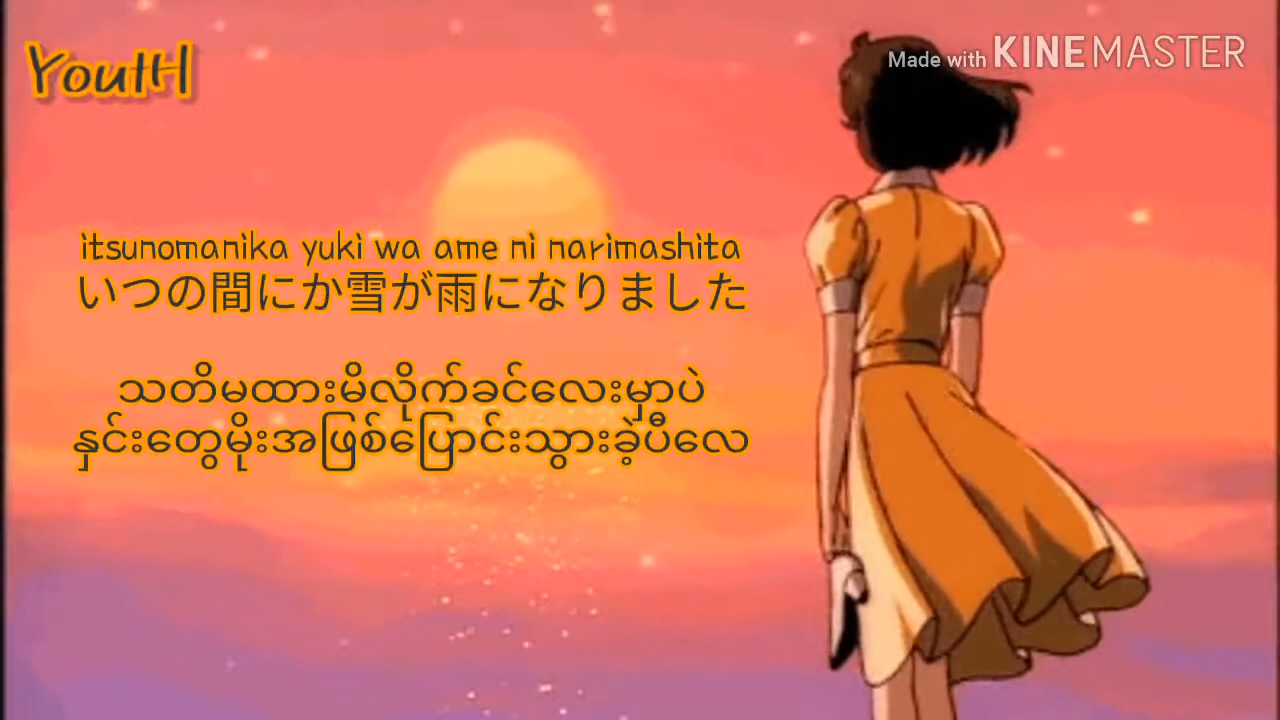 YoutH
Made with KINEMASTER
itsunomanika yuki wa ame ni narimashita
いつの間にか雪が雨になりました
သတိမထားမိလိုက်ခင်လေးမှာပဲ
နှင်းတွေမိုးအဖြစ်ပြောင်းသွားခဲ့ပီလေ